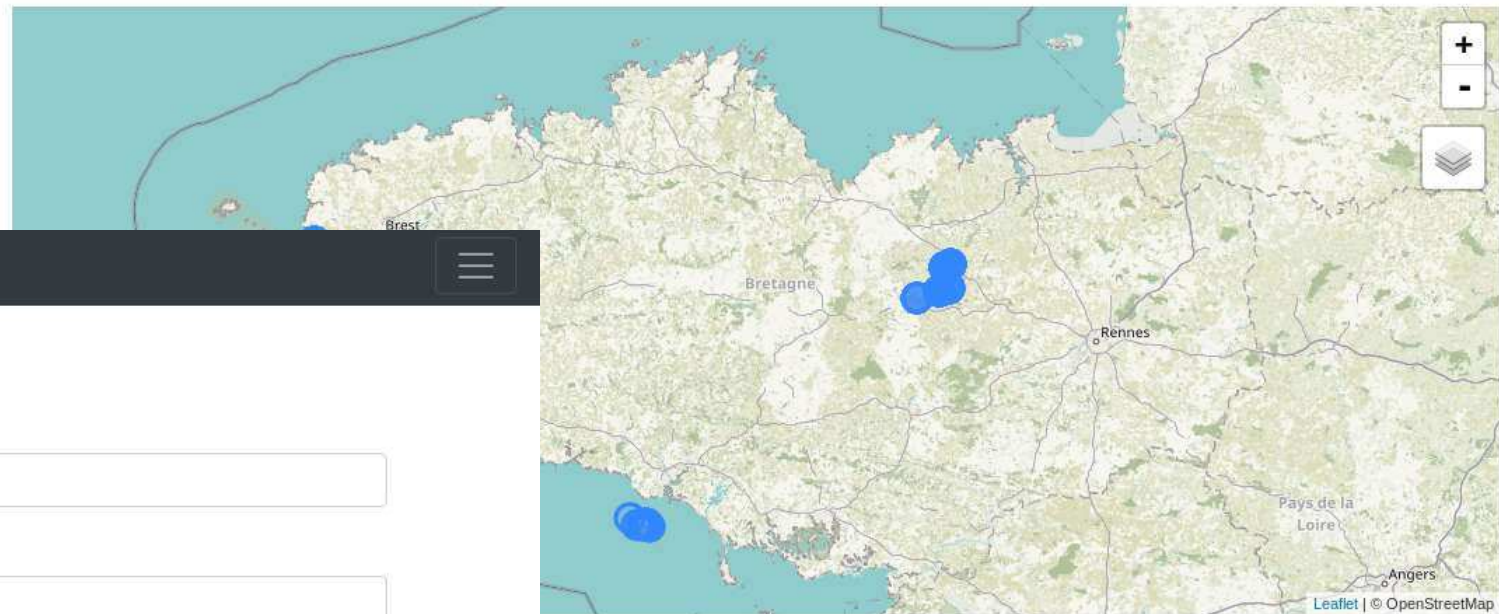 +
-
Brest
Bretagne
Rennes
Pays de la
Loire
Angers
Leaflet | © OpenStreetMap